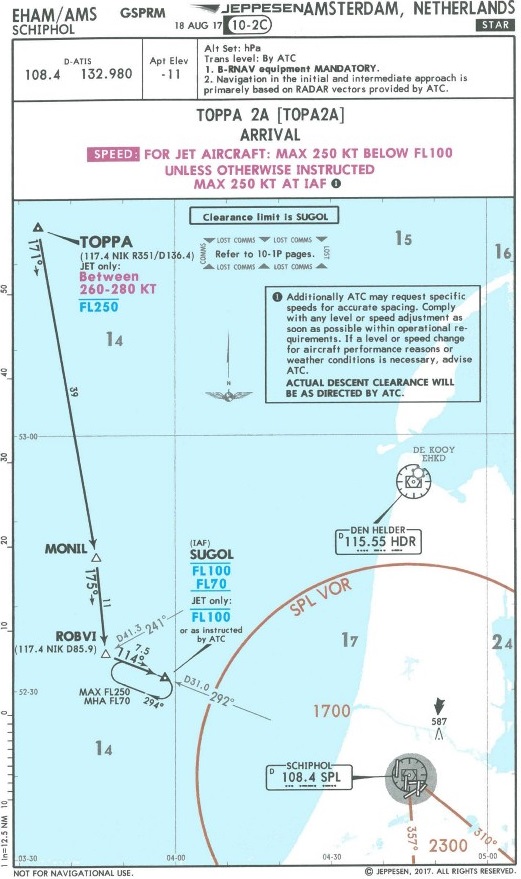 EHAM/AMS
SCHIPHOL
GSPRM
18 AUG 17
10-2C
JEPPESEN
AMSTERDAM, NETHERLANDS
STAR
D-ATIS
108.4 132.980
Apt Elev
-11
Alt Set: hPa
Trans level: By ATC
1. B-RNAV equipment MANDATORY.
2. Navigation in the initial and intermediate approach is
primarely based on RADAR vectors provided by ATC.
TOPPA 2A [TOPA2A]
ARRIVAL
SPEED: FOR JET AIRCRAFT: MAX 250 KT BELOW FL100
UNLESS OTHERWISE INSTRUCTED
MAX 250 KT AT IAF 1
Clearance limit is SUGOL
LOST COMMS LOST COMMS
COMMS
Refer to 10-1P pages.
LOST
LOST COMMS LOST COMMS
TOPPA
(117.4 NIK R351/D136.4)
JET only:
Between
260-280 KT
FL250
171°
14
15
16
1 Additionally ATC may request specific
speeds for accurate spacing. Comply
with any level or speed adjustment as
soon as possible within operational re-
quirements. If a level or speed change
for aircraft performance reasons or
weather conditions is necessary, advise
ATC.
ACTUAL DESCENT CLEARANCE WILL
BE AS DIRECTED BY ATC.
N
39
50
40
53-00
30
DE KOOY
EHKD
DEN HELDER
D 115.55 HDR
20
MONIL
175°
11
(IAF)
SUGOL
FL100
FL70
JET only:
FL100
or as instructed
by ATC
SPL VOR
10
ROBVI
(117.4 NIK D85.9)
D41.3 241°
7.5
114°
MAX FL250
MHA FL70
294°
D31.0 292°
52-30
17
24
1700
587
0
14
SCHIPHOL
D 108.4 SPL
357°
310°
2300
10
1 In=12.5 NM
03-30
04-00
04-30
05-00
NOT FOR NAVIGATIONAL USE.
© JEPPESEN, 2017. ALL RIGHTS RESERVED.